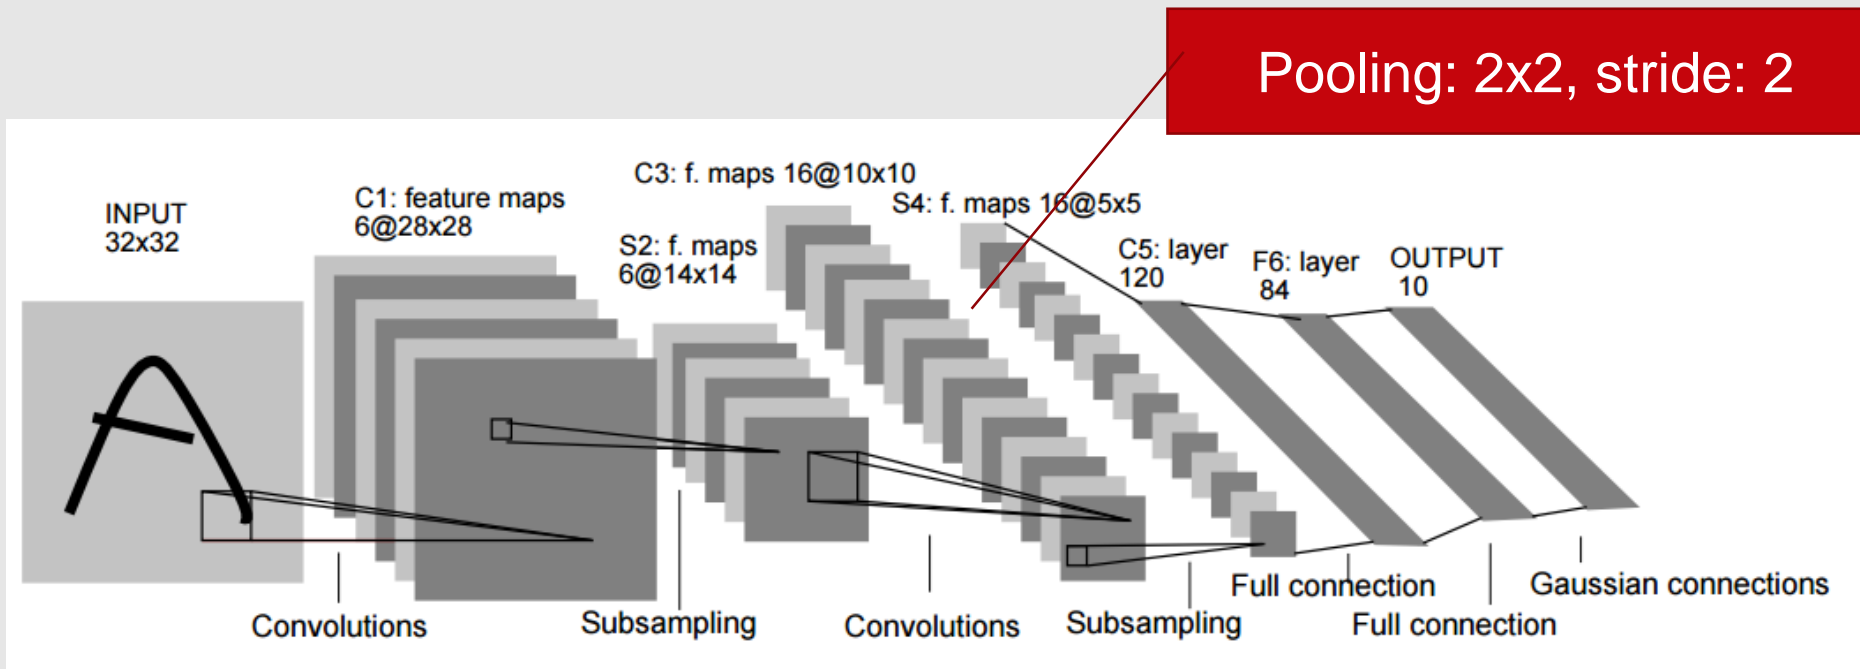 Pooling: 2x2, stride: 2
INPUT
32x32
C1: feature maps
6@28x28
S2: f. maps
6@14x14
C3: f. maps 16@10x10
S4: f. maps 16@5x5
C5: layer
120
F6: layer
84
OUTPUT
10
Convolutions
Subsampling
Convolutions
Subsampling
Full connection
Full connection
Gaussian connections